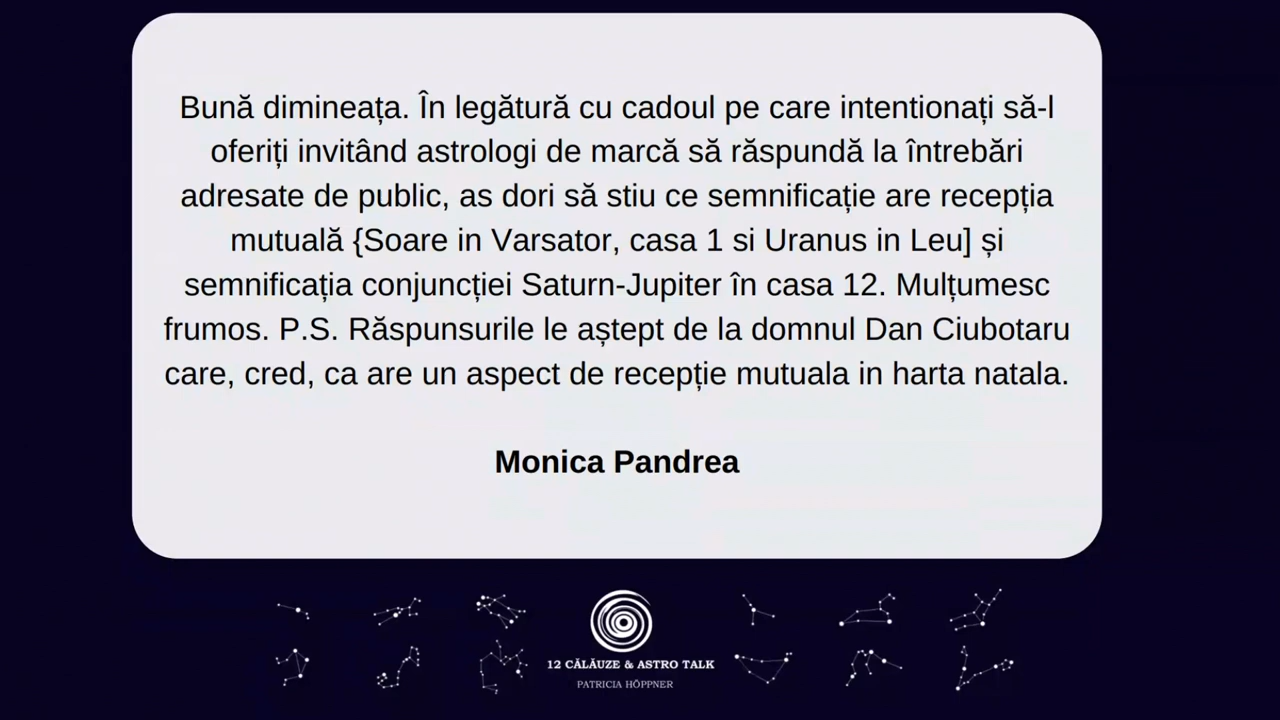 Bună dimineața. În legătură cu cadoul pe care intentionați să-l
oferiți invitând astrologi de marcă să răspundă la întrebări
adresate de public, as dori să stiu ce semnificație are recepția
mutuală {Soare in Varsator, casa 1 si Uranus in Leu] și
semnificația conjuncției Saturn-Jupiter în casa 12. Mulțumesc
frumos. P.S. Răspunsurile le aștept de la domnul Dan Ciubotaru
care, cred, ca are un aspect de recepție mutuala in harta natala.
Monica Pandrea
12 CĂLĂUZE & ASTRO TALK
PATRICIA HÖPPNER